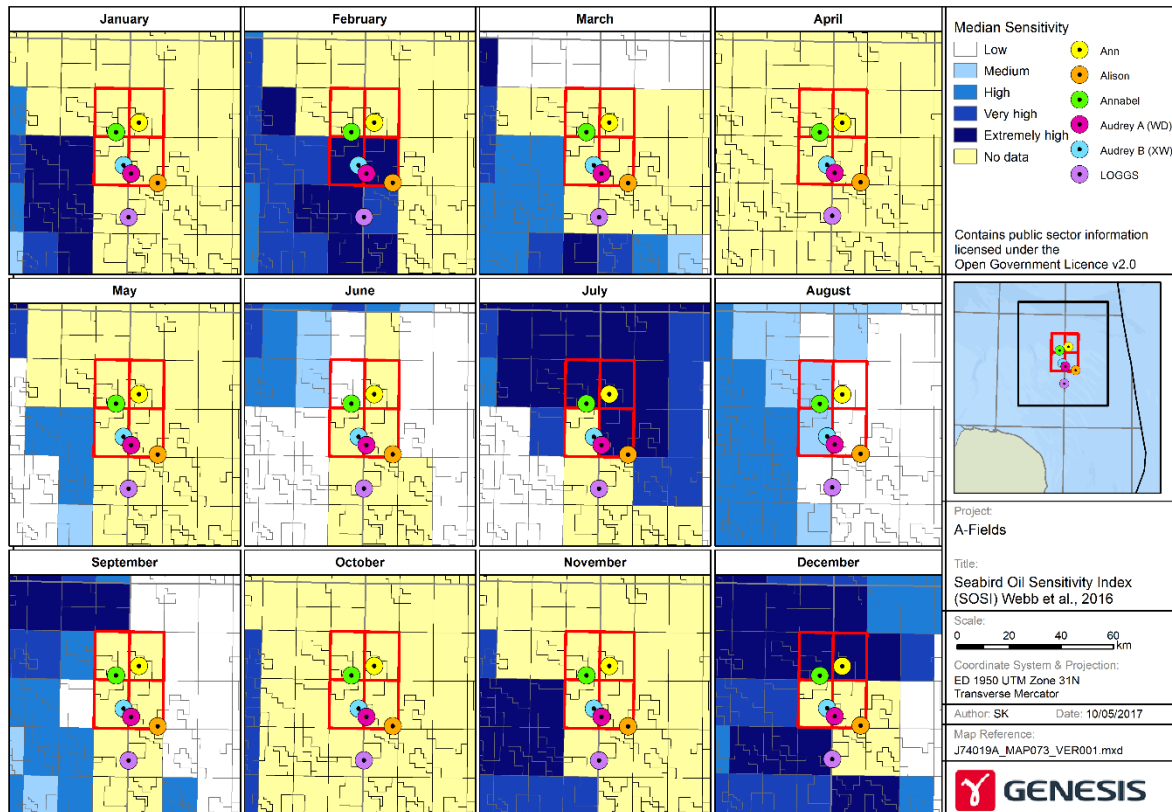 January
February
March
April
May
June
July
August
September
October
November
December
Median Sensitivity
Low
Medium
High
Very high
Extremely high
No data
Ann
Alison
Annabel
Audrey A (WD)
Audrey B (XW)
LOGGS
Contains public sector information
licensed under the
Open Government Licence v2.0
Project:
A-Fields
Title:
Seabird Oil Sensitivity Index
(SOSI) Webb et al., 2016
Scale:
0 20 40 60
km
Coordinate System & Projection:
ED 1950 UTM Zone 31N
Transverse Mercator
Author: SK Date: 10/05/2017
Map Reference:
J74019A_MAP073_VER001.mxd
GENESIS